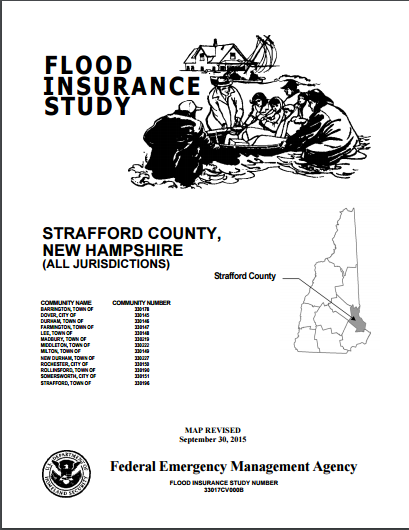 FLOOD
INSURANCE
STUDY
STRAFFORD COUNTY,
NEW HAMPSHIRE
(ALL JURISDICTIONS)
Strafford County
COMMUNITY NAME COMMUNITY NUMBER
BARRINGTON, TOWN OF 330178
DOVER, CITY OF 330145
DURHAM, TOWN OF 330146
FARMINGTON, TOWN OF 330147
LEE, TOWN OF 330148
MADBURY, TOWN OF 330219
MIDDLETON, TOWN OF 330222
MILTON, TOWN OF 330149
NEW DURHAM, TOWN OF 330227
ROCHESTER, CITY OF 330150
ROLLINSFORD, TOWN OF 330190
SOMERSWORTH, CITY OF 330151
STRAFFORD, TOWN OF 330196
MAP REVISED
September 30, 2015
U.S. DEPARTMENT OF
HOMELAND SECURITY
Federal Emergency Management Agency
FLOOD INSURANCE STUDY NUMBER
33017CV000B